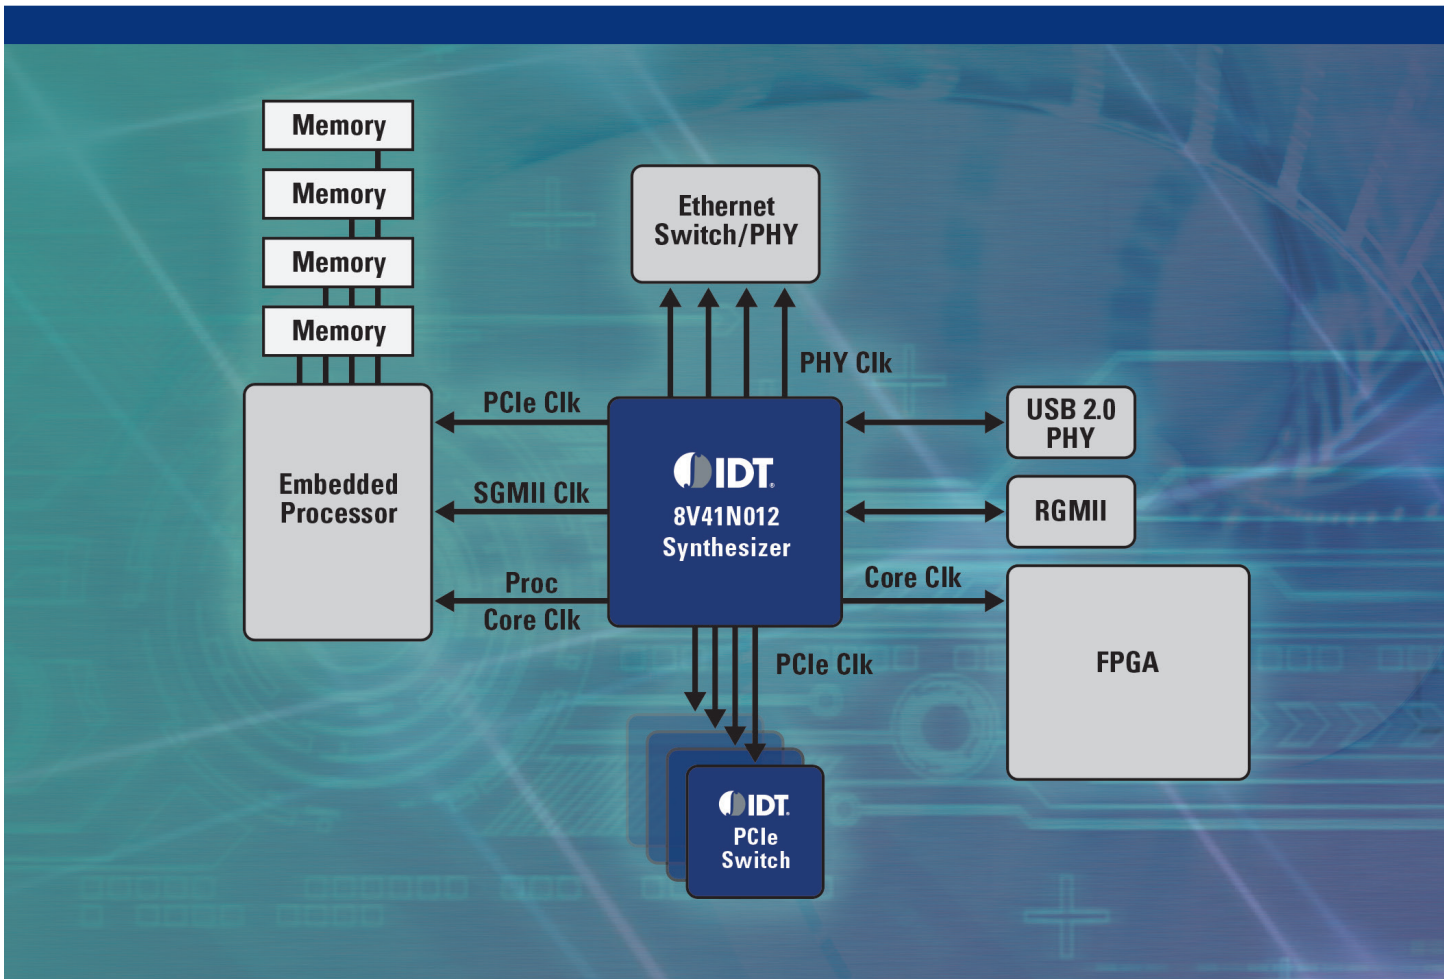 Memory
Memory
Memory
Memory
Ethernet
Switch/PHY
PHY Clk
PCIe Clk
SGMII Clk
Proc
Core Clk
Embedded
Processor
IDT
8V41N012
Synthesizer
USB 2.0
PHY
RGMII
Core Clk
FPGA
PCIe Clk
IDT
PCIe
Switch